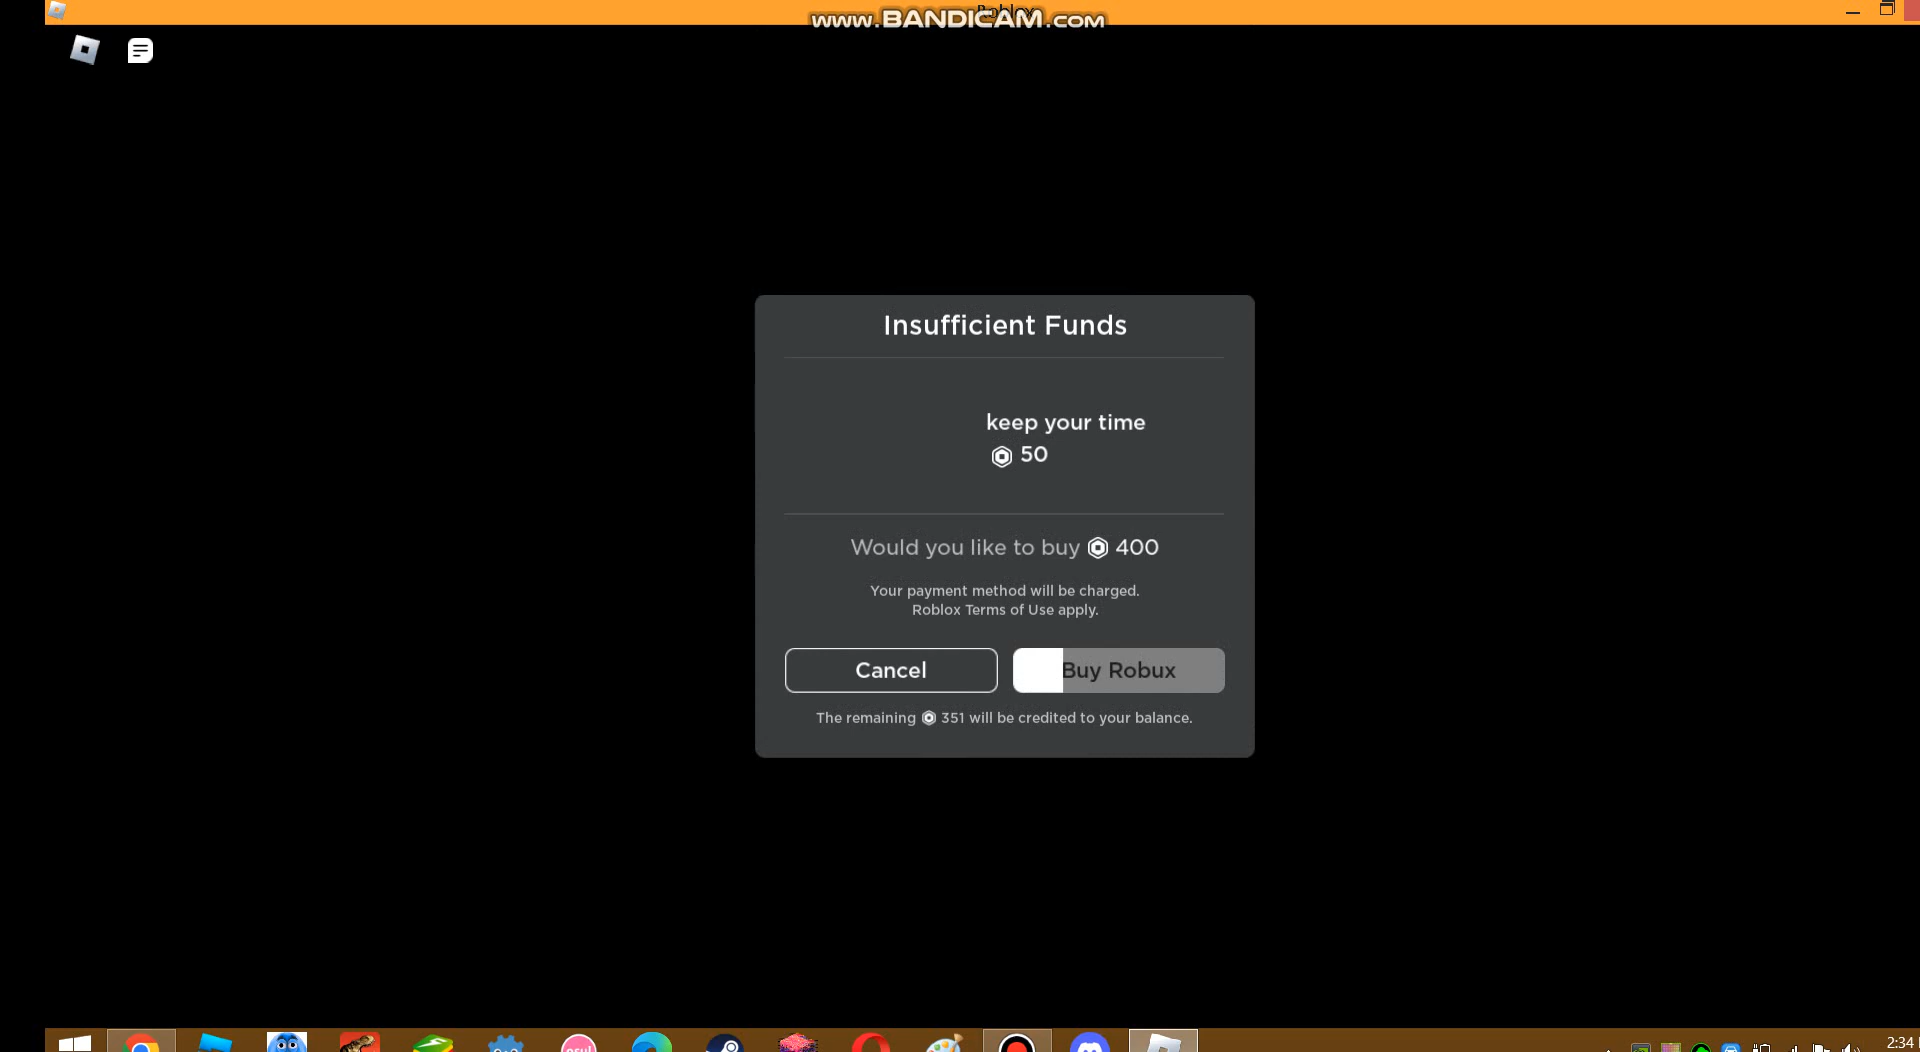 www.BANDICAM.com
Insufficient Funds
keep your time
50
Would you like to buy 400
Your payment method will be charged.
Roblox Terms of Use apply.
Cancel
Buy Robux
The remaining 351 will be credited to your balance.
osu!
2:34